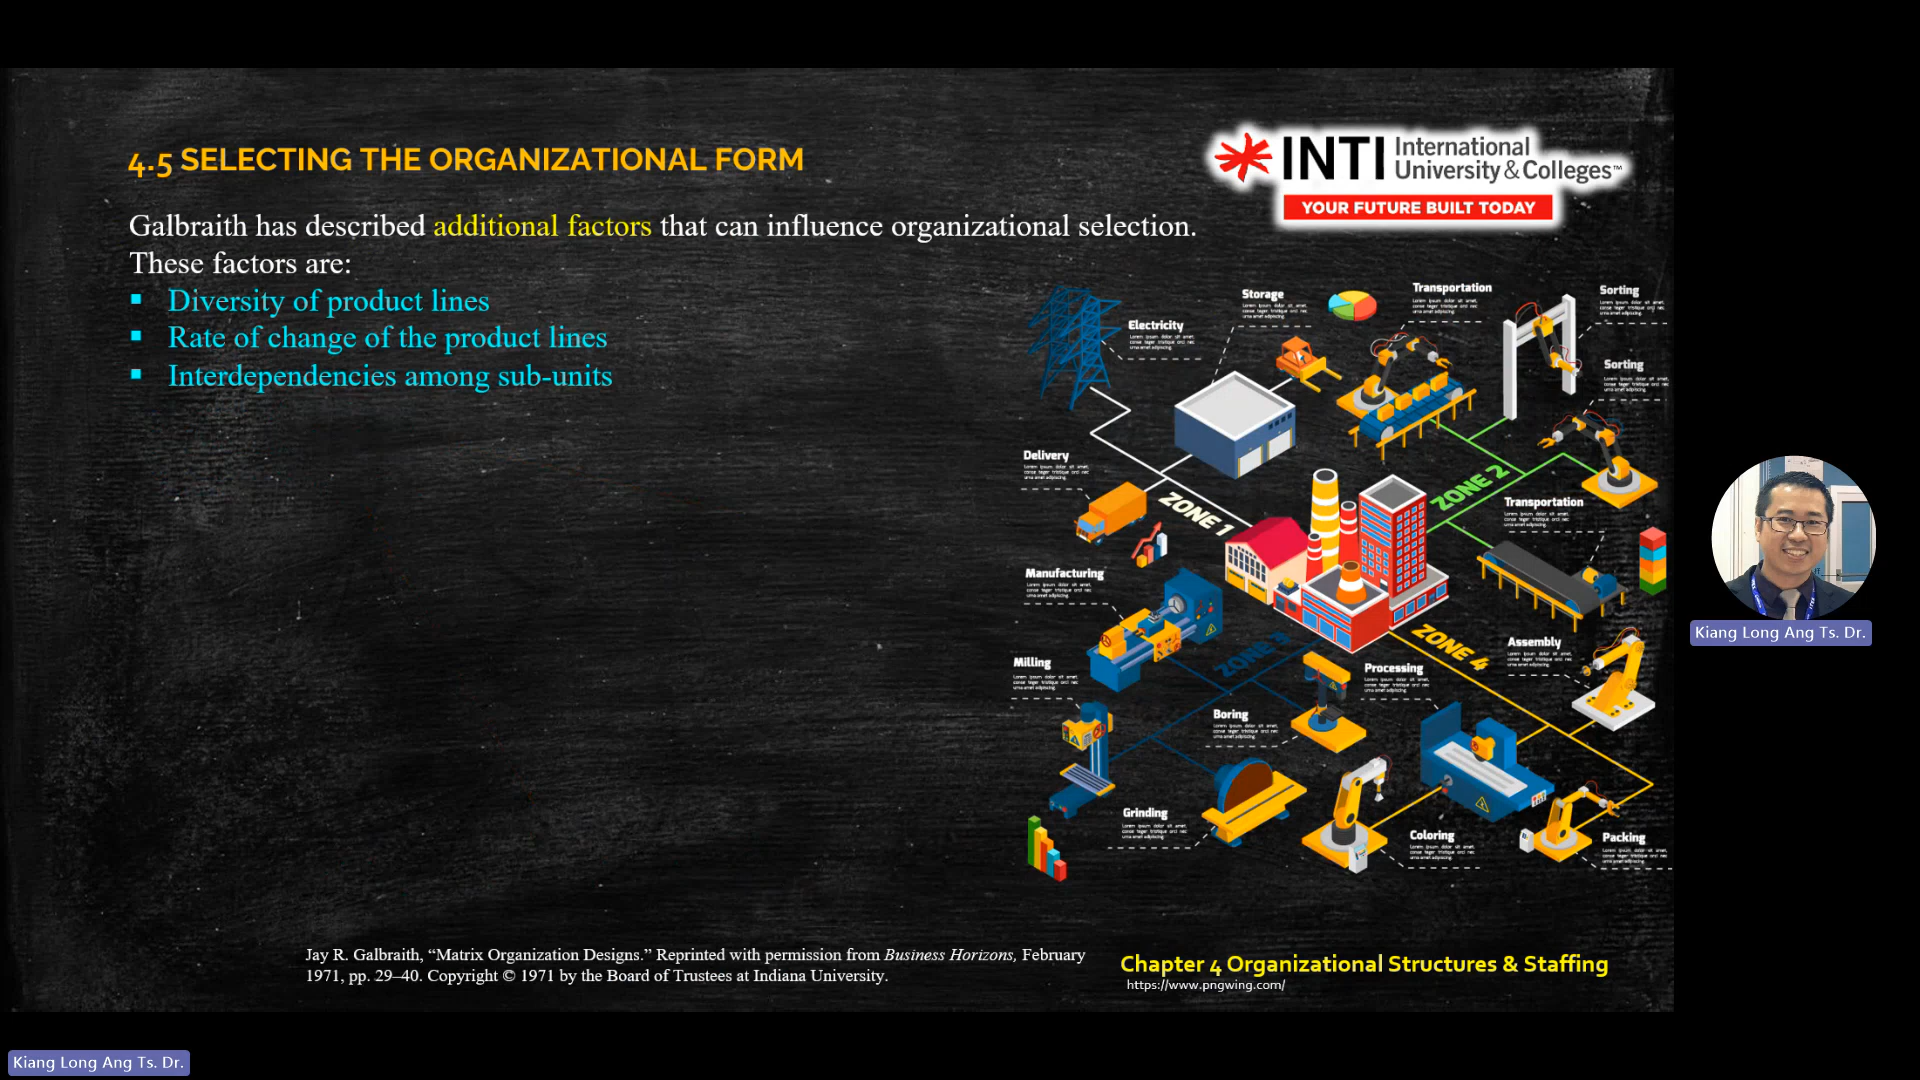 4.5 SELECTING THE ORGANIZATIONAL FORM
INTI International
University & Colleges™
YOUR FUTURE BUILT TODAY
Galbraith has described additional factors that can influence organizational selection.
These factors are:
▪ Diversity of product lines
▪ Rate of change of the product lines
▪ Interdependencies among sub-units
Storage
Transportation
Sorting
Electricity
Sorting
Delivery
ZONE 1
ZONE 2
Transportation
Manufacturing
ZONE 3
ZONE 4
Assembly
Milling
Processing
Boring
Grinding
Coloring
Packing
Kiang Long Ang Ts. Dr.
Jay R. Galbraith, “Matrix Organization Designs.” Reprinted with permission from Business Horizons, February
1971, pp. 29–40. Copyright © 1971 by the Board of Trustees at Indiana University.
Chapter 4 Organizational Structures & Staffing
https://www.pngwing.com/
Kiang Long Ang Ts. Dr.